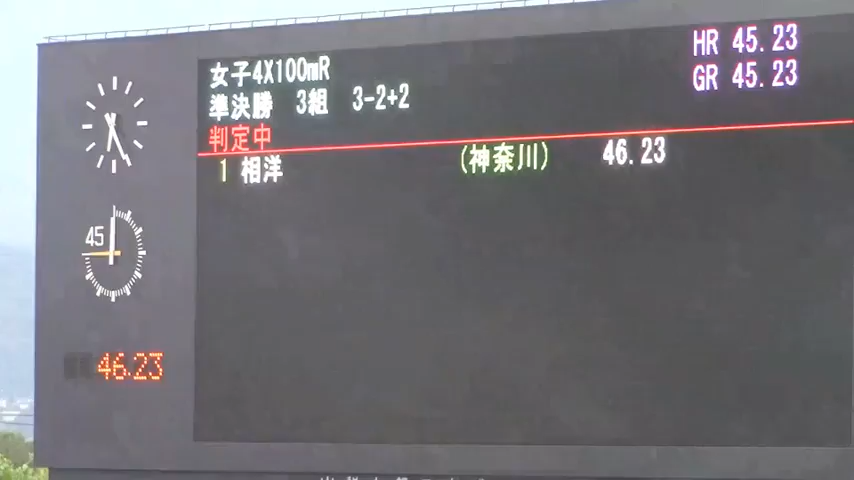 女子4X100mR
HR 45.23
準決勝 3組 3-2+2
GR 45.23
判定中
1 相洋 (神奈川) 46.23
45
46.23